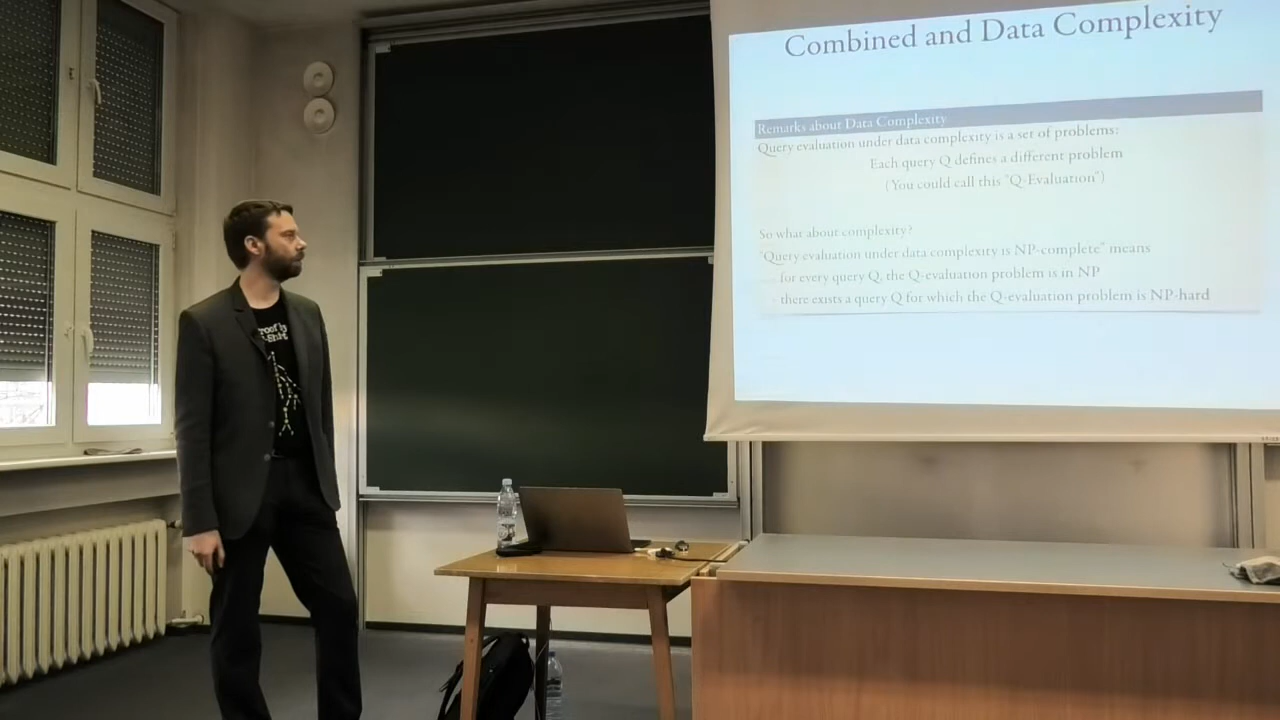 Combined and Data Complexity
Remarks about Data Complexity
Query evaluation under data complexity is a set of problems:
Each query Q defines a different problem
(You could call this "Q-Evaluation")
So what about complexity?
"Query evaluation under data complexity is NP-complete" means
- for every query Q, the Q-evaluation problem is in NP
- there exists a query Q for which the Q-evaluation problem is NP-hard